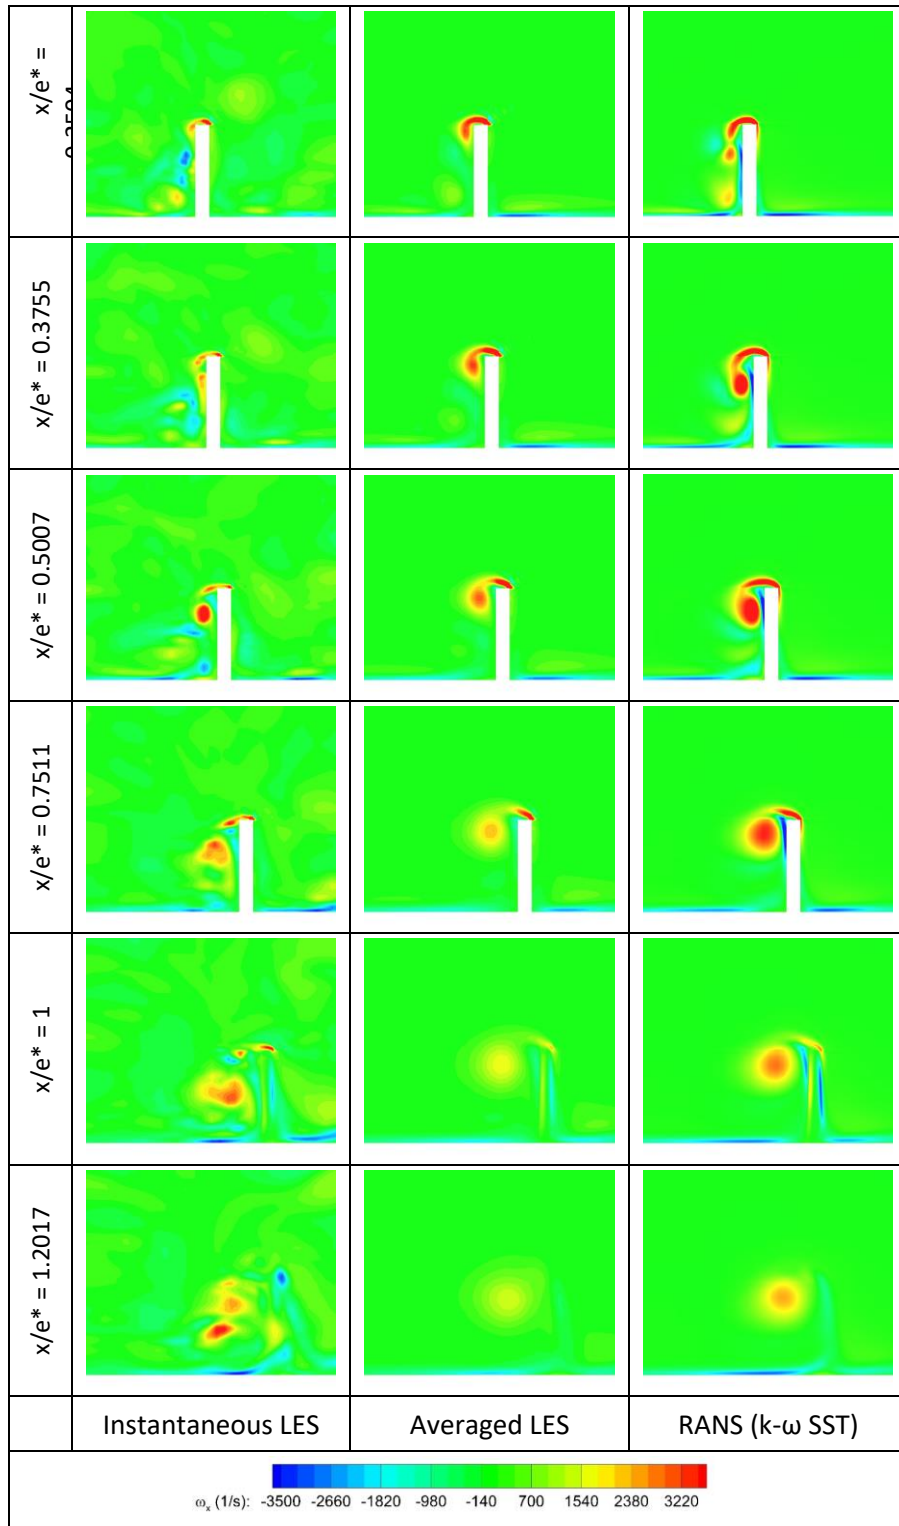 x/e* =
x/e* = 0.3755
x/e* = 0.5007
x/e* = 0.7511
x/e* = 1
x/e* = 1.2017
Instantaneous LES
Averaged LES
RANS (k-ω SST)
ωₓ (1/s): -3500 -2660 -1820 -980 -140 700 1540 2380 3220